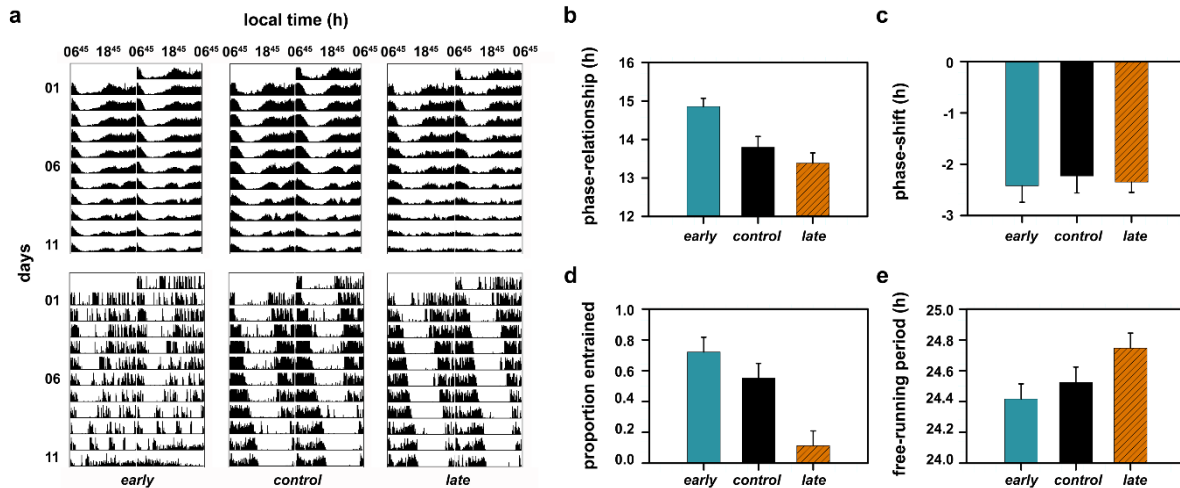 a
local time (h)
06⁴⁵ 18⁴⁵ 06⁴⁵ 18⁴⁵ 06⁴⁵
06⁴⁵ 18⁴⁵ 06⁴⁵ 18⁴⁵ 06⁴⁵
06⁴⁵ 18⁴⁵ 06⁴⁵ 18⁴⁵ 06⁴⁵
days
01
06
11
01
06
11
early control late
b
phase-relationship (h)
16
15
14
13
12
early control late
c
phase-shift (h)
0
-1
-2
-3
early control late
d
proportion entrained
1.0
0.8
0.6
0.4
0.2
0.0
early control late
e
free-running period (h)
25.0
24.8
24.6
24.4
24.2
24.0
early control late